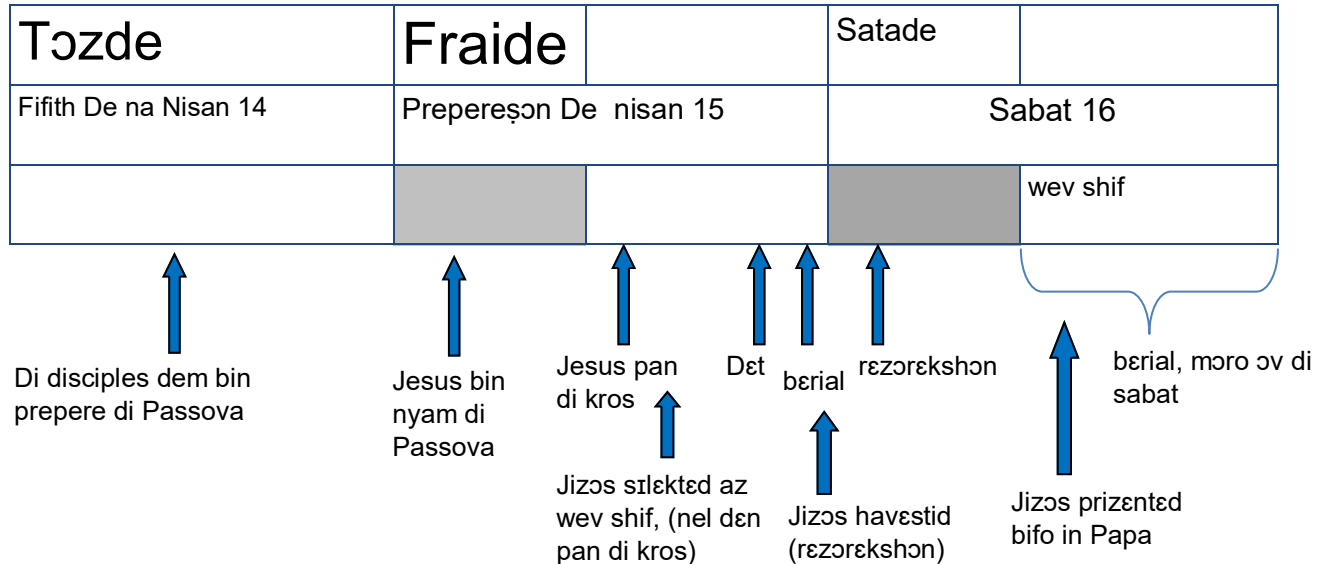 Tɔzde
Fraide
Satade
Fifith De na Nisan 14
Prepereṣɔn De nisan 15
Sabat 16
wev shif
Di disciples dem bin
prepere di Passova
Jesus bin
nyam di
Passova
Jesus pan
di kros
Dɛt
bɛrial
rɛzɔrɛkshɔn
bɛrial, mɔro ɔv di
sabat
Jizɔs sɪlɛktɛd az
wev shif, (nel dɛn
pan di kros)
Jizɔs havɛstid
(rɛzɔrɛkshɔn)
Jizɔs prizɛntɛd
bifo in Papa